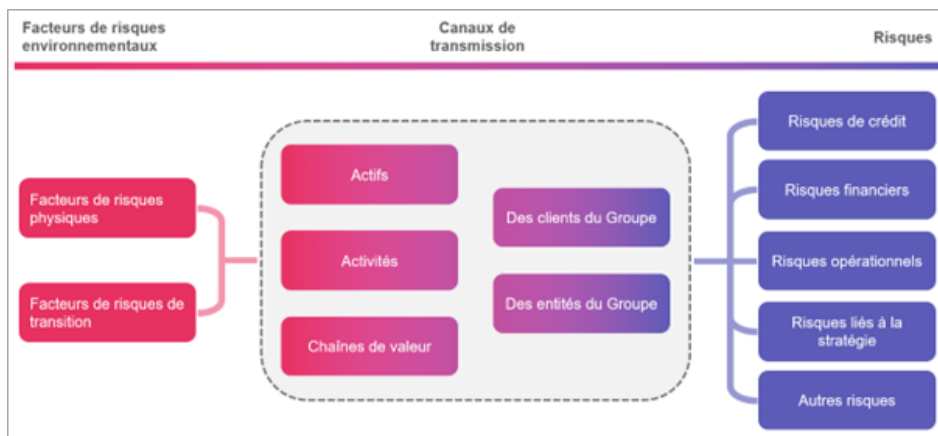 Facteurs de risques
environnementaux
Canaux de
transmission
Risques
Facteurs de risques
physiques
Facteurs de risques de
transition
Actifs
Activités
Chaînes de valeur
Des clients du Groupe
Des entités du Groupe
Risques de crédit
Risques financiers
Risques opérationnels
Risques liés à la
stratégie
Autres risques